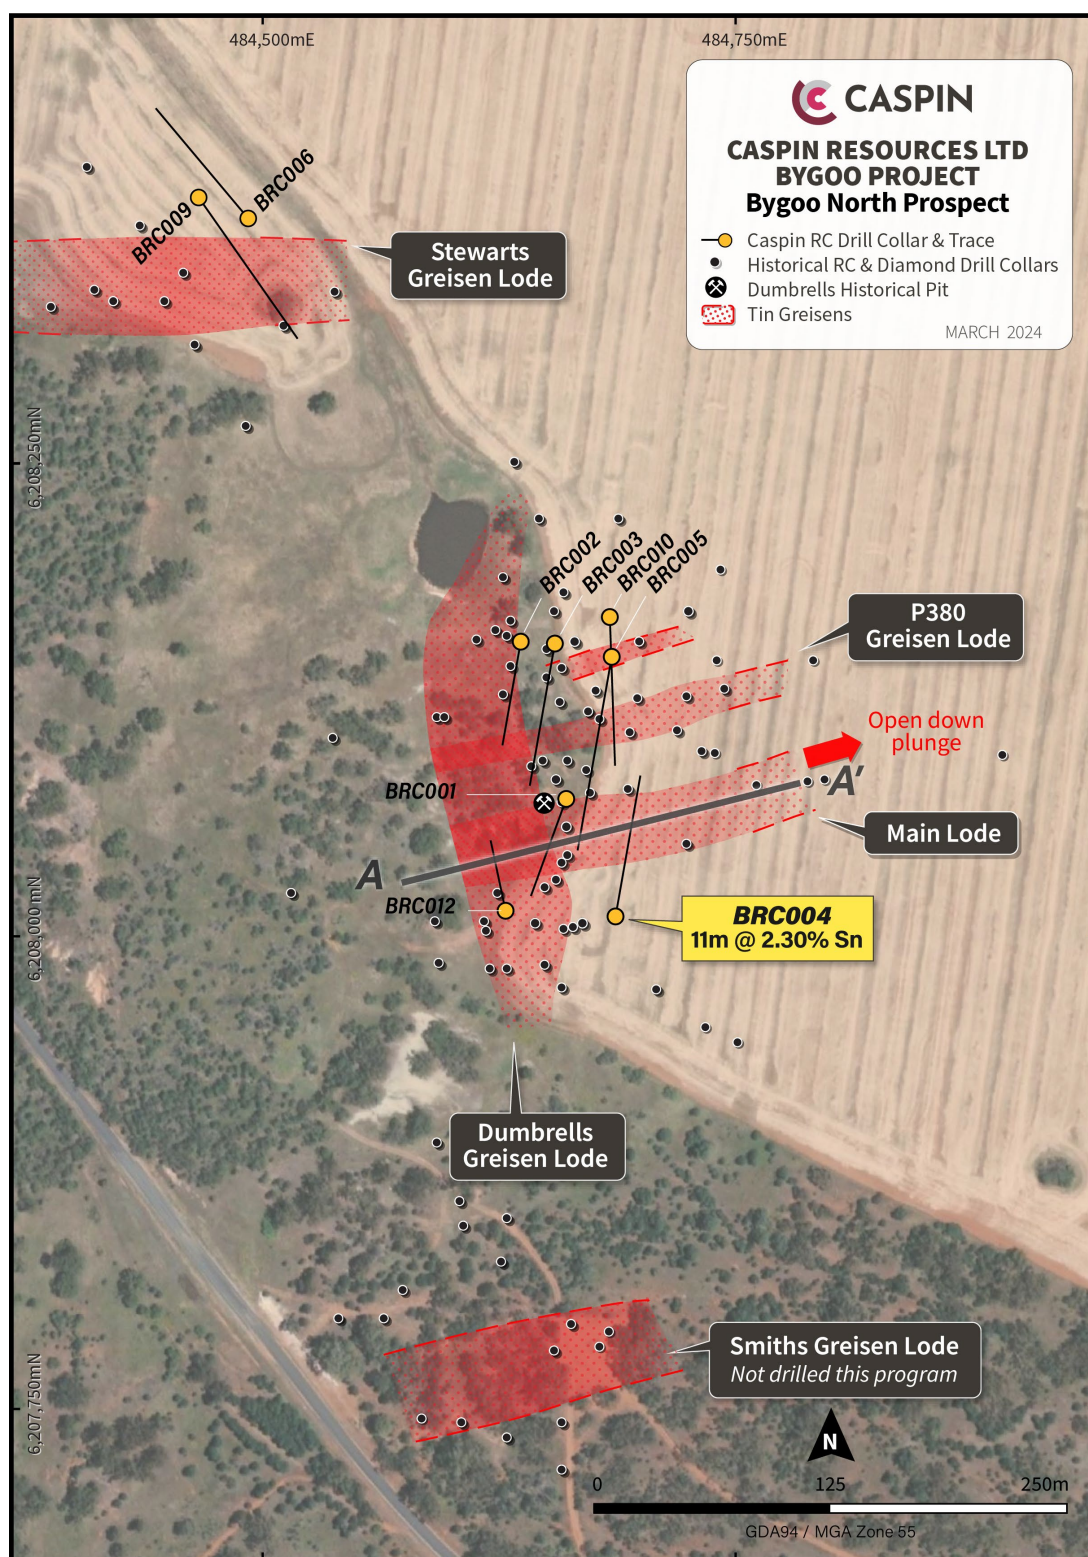 484,500mE
484,750mE
CASPIN
CASPIN RESOURCES LTD
BYGOO PROJECT
Bygoo North Prospect
Caspin RC Drill Collar & Trace
Historical RC & Diamond Drill Collars
Dumbrells Historical Pit
Tin Greisens
MARCH 2024
BRC006
BRC009
Stewarts
Greisen Lode
6,208,250mN
BRC002
BRC003
BRC010
BRC005
P380
Greisen Lode
Open down
plunge
BRC001
A'
Main Lode
A
BRC012
BRC004
11m @ 2.30% Sn
6,208,000 mN
Dumbrells
Greisen Lode
Smiths Greisen Lode
Not drilled this program
6,207,750mN
N
0
125
250m
GDA94 / MGA Zone 55